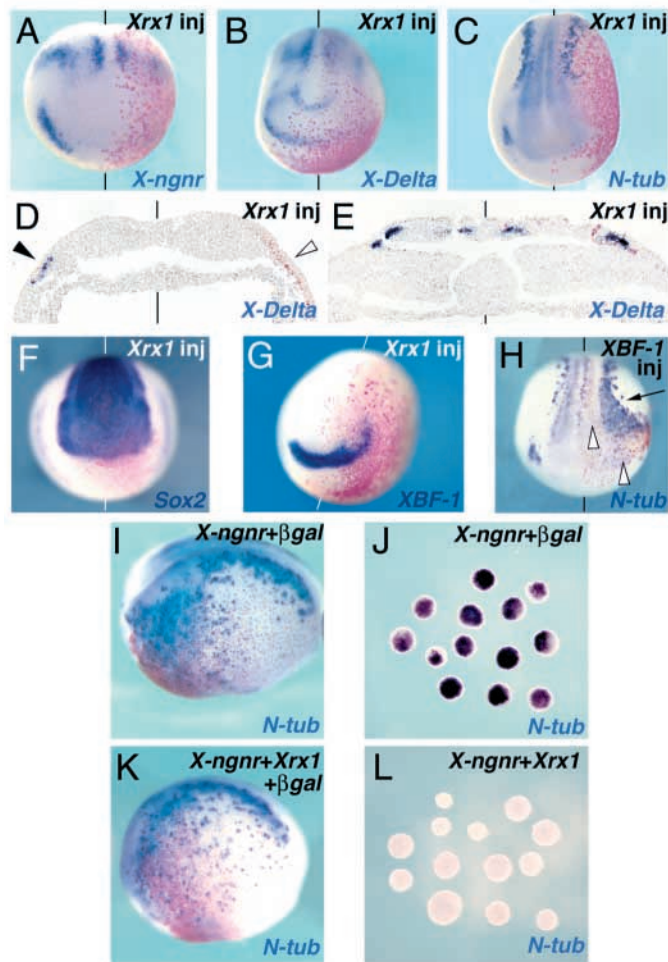 A Xrx1 inj
X-ngnr
B Xrx1 inj
X-Delta
C Xrx1 inj
N-tub
D Xrx1 inj
X-Delta
E Xrx1 inj
X-Delta
F Xrx1 inj
Sox2
G Xrx1 inj
XBF-1
H XBF-1
inj
N-tub
I X-ngnr+βgal
N-tub
J X-ngnr+βgal
N-tub
K X-ngnr+Xrx1
+βgal
N-tub
L X-ngnr+Xrx1
N-tub